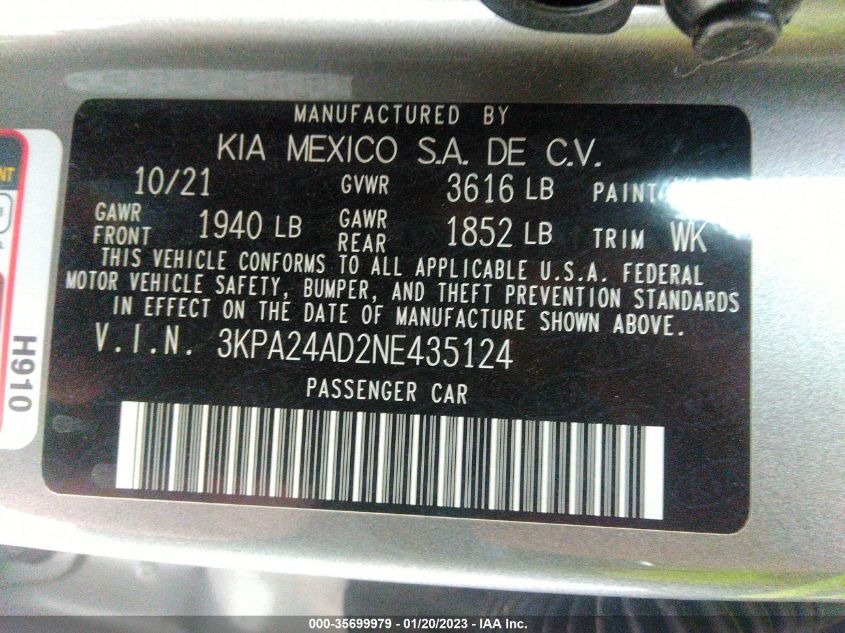 MANUFACTURED BY
KIA MEXICO S.A. DE C.V.
10/21 GVWR 3616 LB PAINT
GAWR FRONT 1940 LB GAWR REAR 1852 LB TRIM WK
THIS VEHICLE CONFORMS TO ALL APPLICABLE U.S.A. FEDERAL
MOTOR VEHICLE SAFETY, BUMPER, AND THEFT PREVENTION STANDARDS
IN EFFECT ON THE DATE OF MANUFACTURE SHOWN ABOVE.
V.I.N. 3KPA24AD2NE435124
PASSENGER CAR
H910
000-35699979 — 01/20/2023 — IAA Inc.